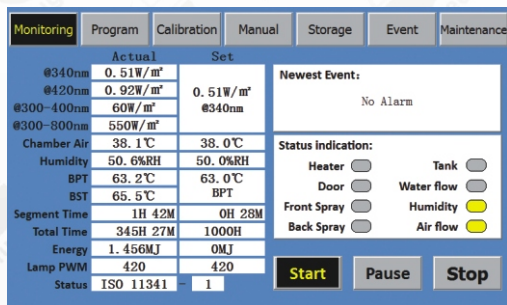 Monitoring Program Calibration Manual Storage Event Maintenance
Actual Set
@340nm 0.51W/m² 0.51W/m² @340nm
@420nm 0.92W/m²
@300-400nm 60W/m²
@300-800nm 550W/m²
Chamber Air 38.1℃ 38.0℃
Humidity 50.6%RH 50.0%RH
BPT 63.2℃ 63.0℃
BST 65.5℃ BPT
Segment Time 1H 42M 0H 28M
Total Time 345H 27M 1000H
Energy 1.456MJ 0MJ
Lamp PWM 420 420
Status ISO 11341 - 1
Newest Event:
No Alarm
Status indication:
Heater Tank
Door Water flow
Front Spray Humidity
Back Spray Air flow
Start Pause Stop